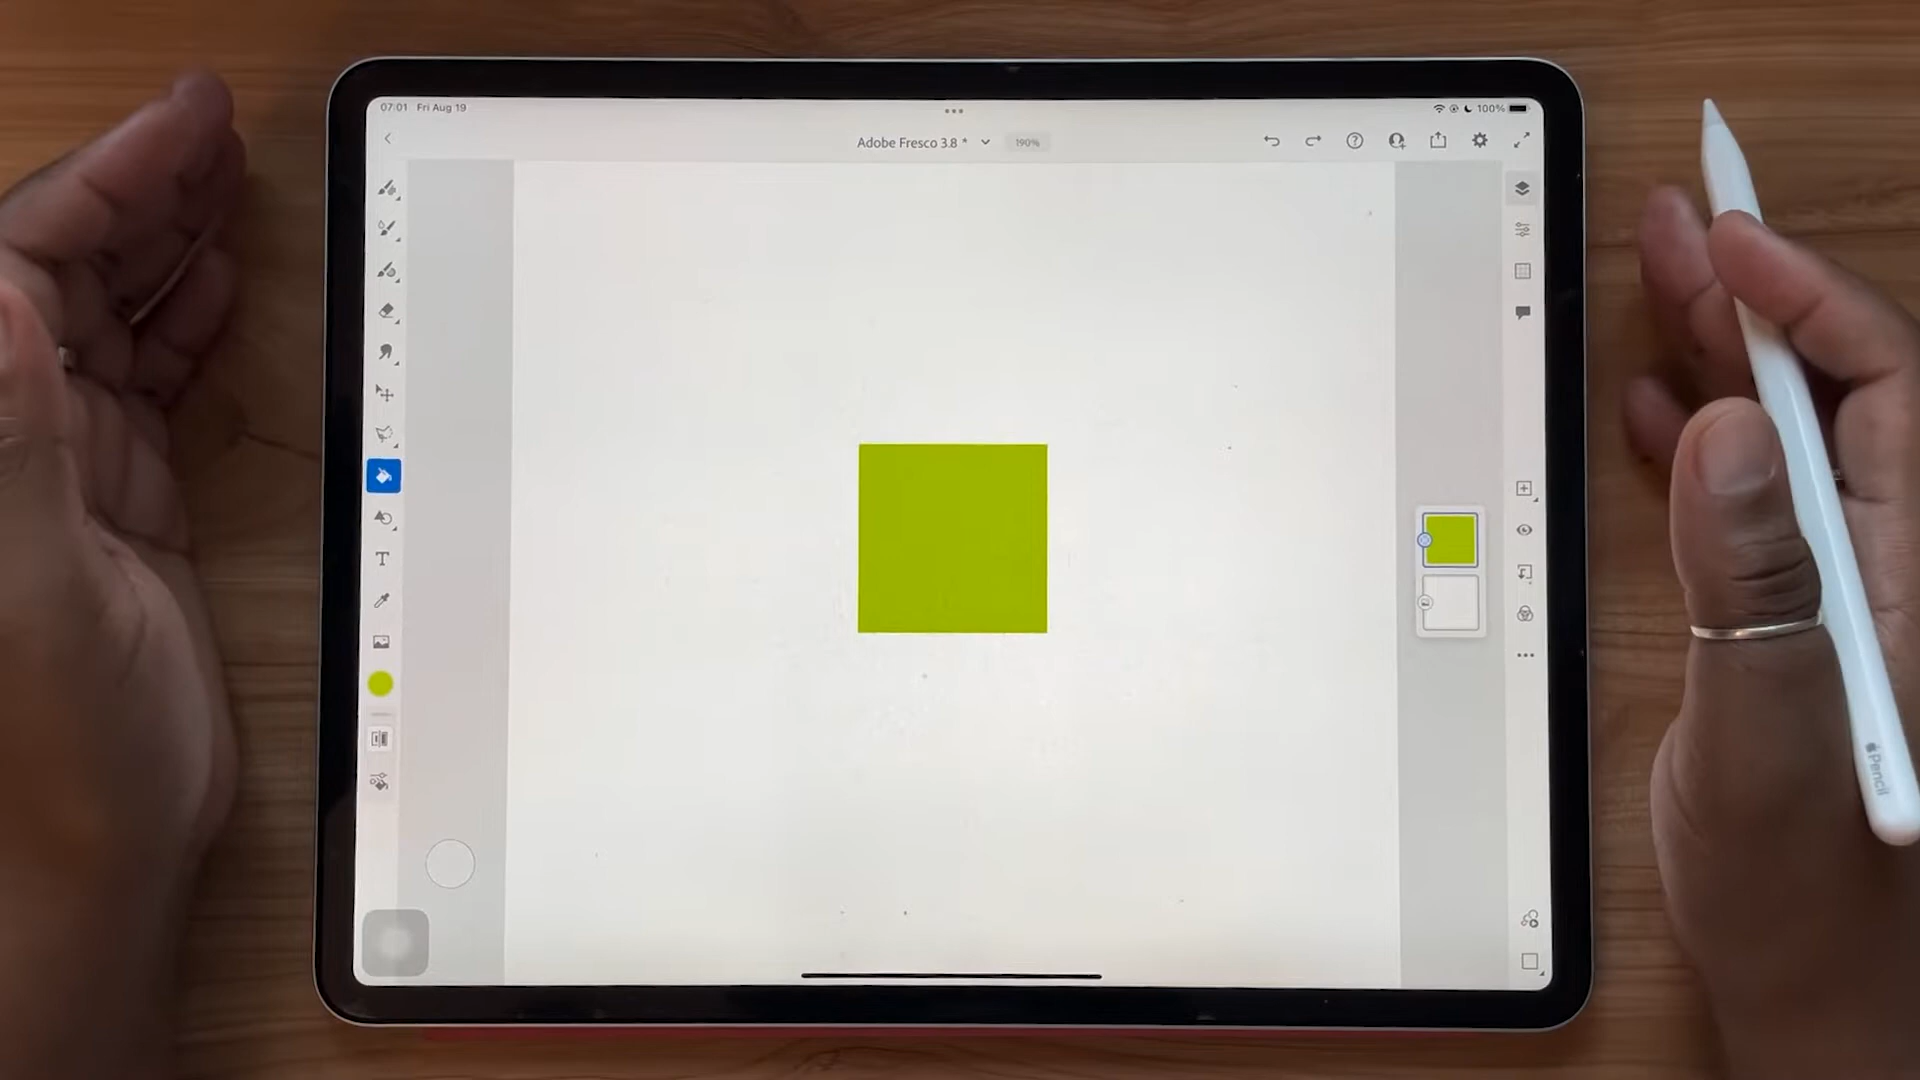 07:01 Fri Aug 19
100%
Adobe Fresco 3.8 *
190%
T
Pencil